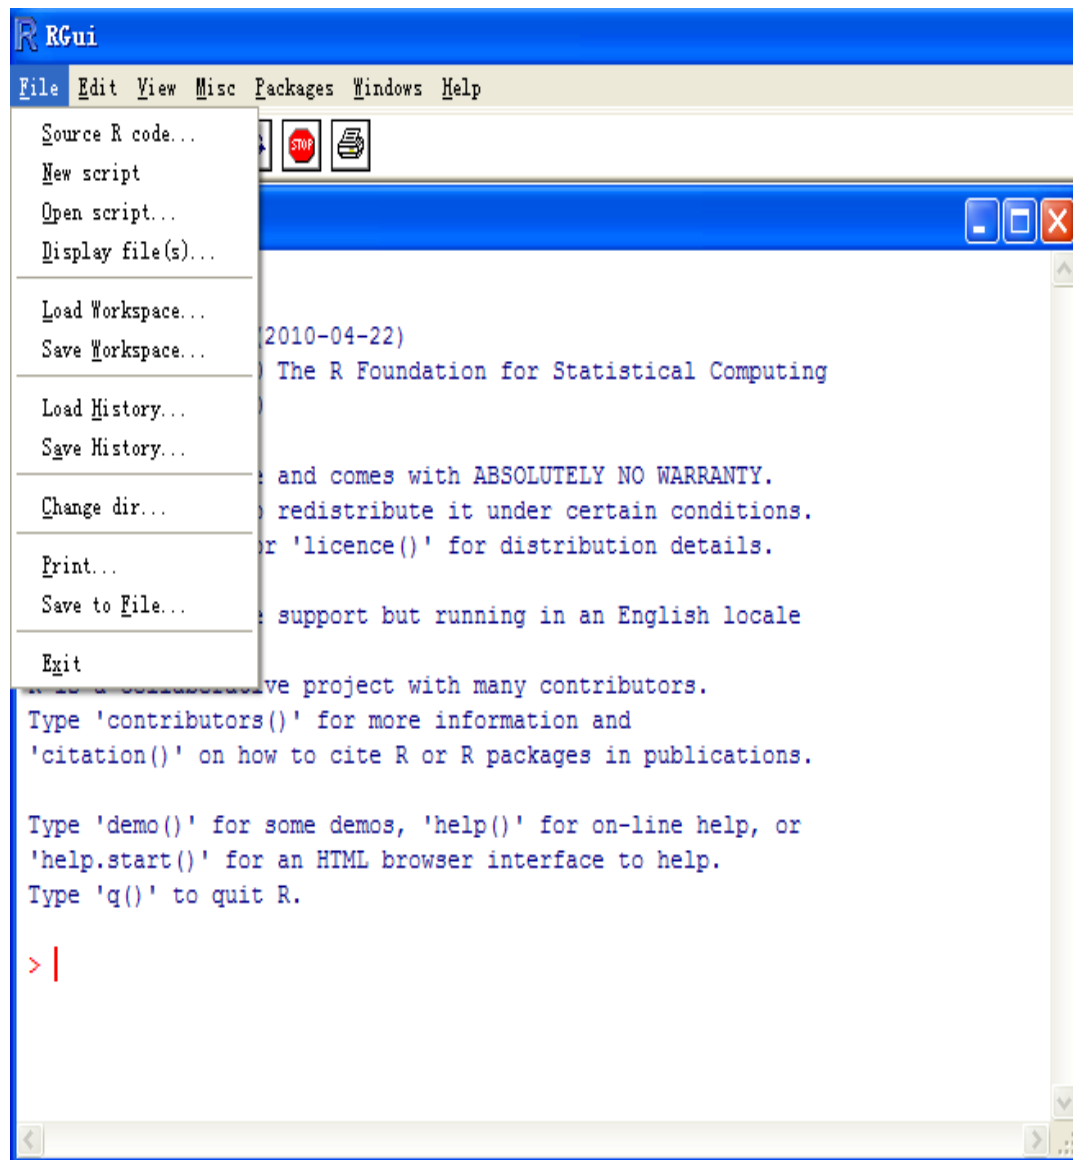 RGui
File Edit View Misc Packages Windows Help
STOP
Source R code...
New script
Open script...
Display file(s)...
Load Workspace...
Save Workspace...
Load History...
Save History...
Change dir...
Print...
Save to File...
Exit
(2010-04-22)
) The R Foundation for Statistical Computing
)
and comes with ABSOLUTELY NO WARRANTY.
redistribute it under certain conditions.
'licence()' for distribution details.
support but running in an English locale
project with many contributors.
Type 'contributors()' for more information and
'citation()' on how to cite R or R packages in publications.
Type 'demo()' for some demos, 'help()' for on-line help, or
'help.start()' for an HTML browser interface to help.
Type 'q()' to quit R.
>